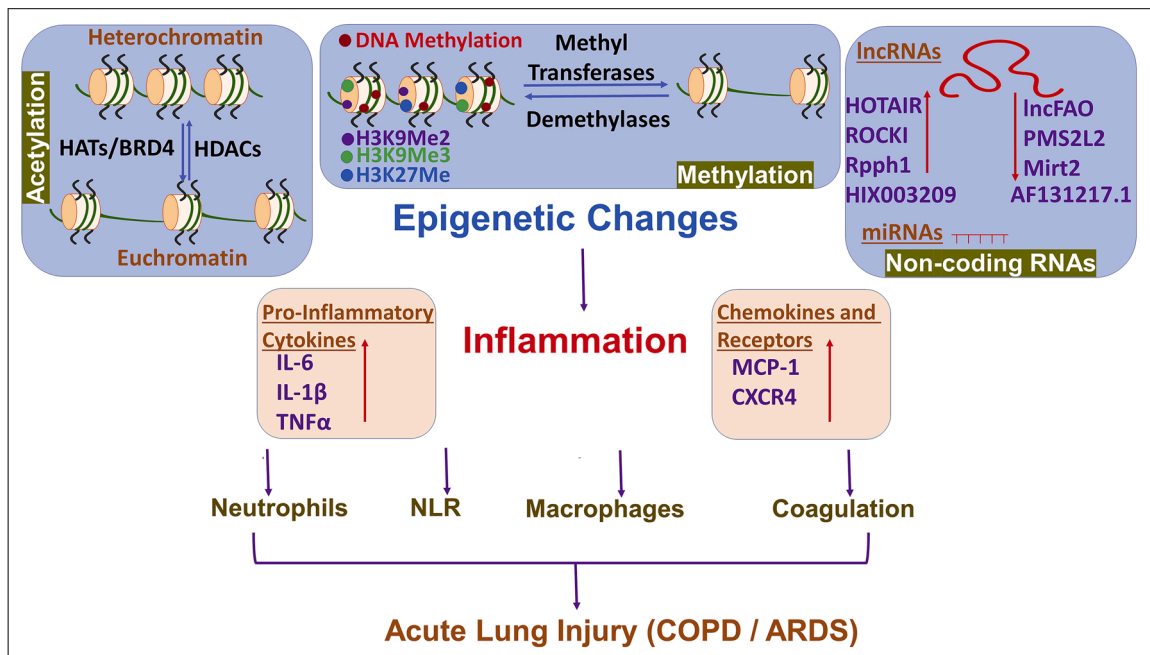 Heterochromatin
Acetylation
HATs/BRD4
HDACs
Euchromatin
DNA Methylation
Methyl
Transferases
Demethylases
H3K9Me2
H3K9Me3
H3K27Me
Methylation
lncRNAs
HOTAIR
ROCKI
Rpph1
HIX003209
lncFAO
PMS2L2
Mirt2
AF131217.1
miRNAs
Non-coding RNAs
Epigenetic Changes
Pro-Inflammatory
Cytokines
IL-6
IL-1β
TNFα
Inflammation
Chemokines and
Receptors
MCP-1
CXCR4
Neutrophils
NLR
Macrophages
Coagulation
Acute Lung Injury (COPD / ARDS)